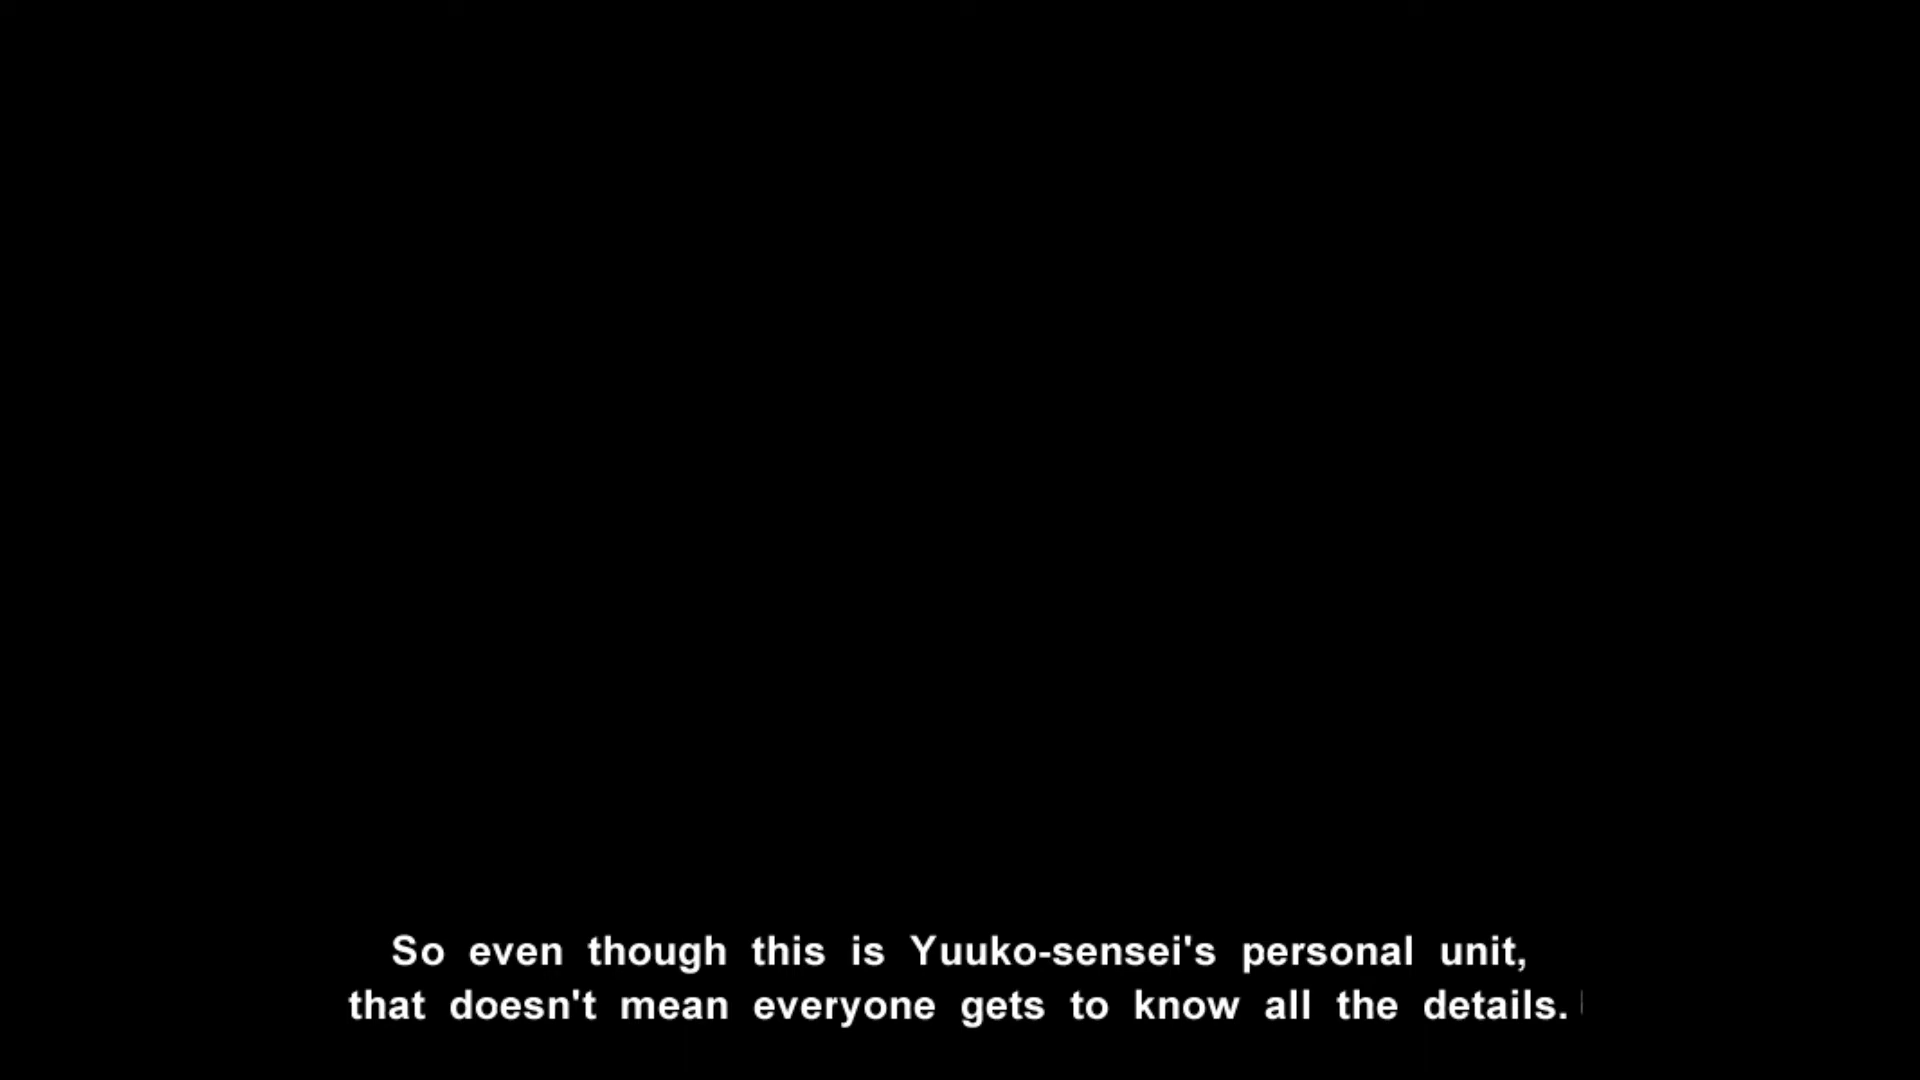 So even though this is Yuuko-sensei's personal unit,
that doesn't mean everyone gets to know all the details.